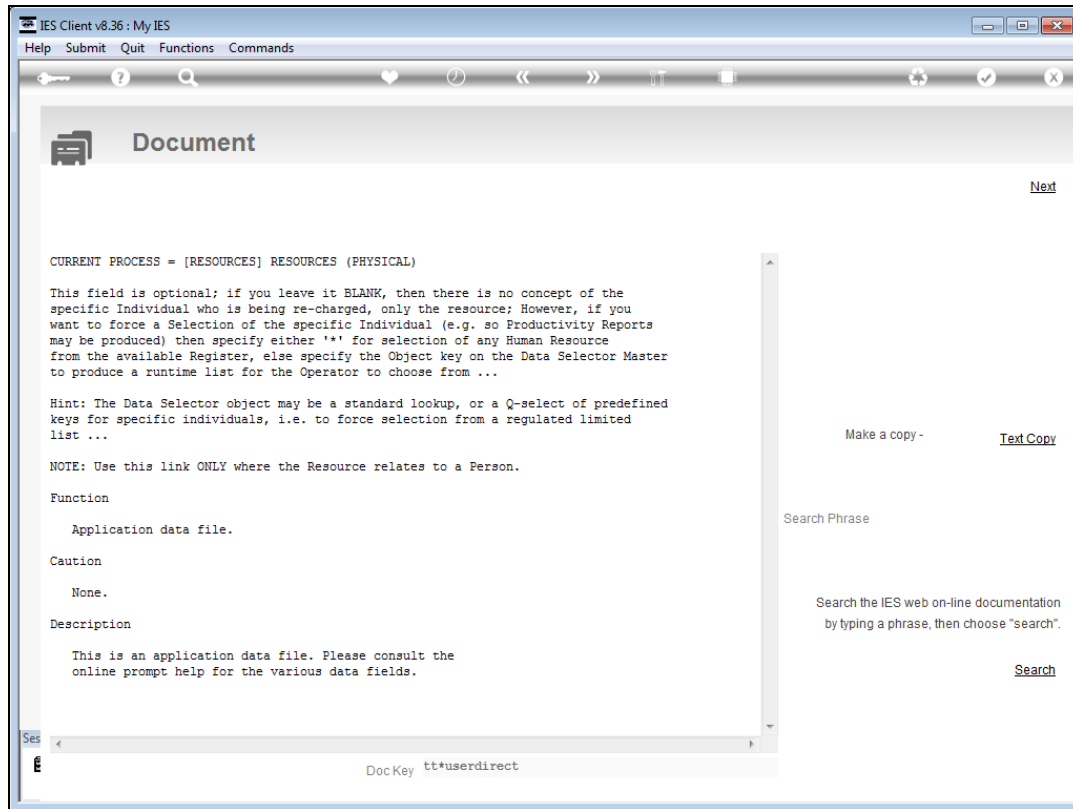 IES Client v8.36 : My IES
Help Submit Quit Functions Commands
Document
Next
CURRENT PROCESS = [RESOURCES] RESOURCES (PHYSICAL)
This field is optional; if you leave it BLANK, then there is no concept of the
specific Individual who is being re-charged, only the resource; However, if you
want to force a Selection of the specific Individual (e.g. so Productivity Reports
may be produced) then specify either '*' for selection of any Human Resource
from the available Register, else specify the Object key on the Data Selector Master
to produce a runtime list for the Operator to choose from ...
Hint: The Data Selector object may be a standard lookup, or a Q-select of predefined
keys for specific individuals, i.e. to force selection from a regulated limited
list ...
NOTE: Use this link ONLY where the Resource relates to a Person.
Function
Application data file.
Caution
None.
Description
This is an application data file. Please consult the
online prompt help for the various data fields.
Make a copy -
Text Copy
Search Phrase
Search the IES web on-line documentation
by typing a phrase, then choose "search".
Search
Ses
Doc Key tt*userdirect